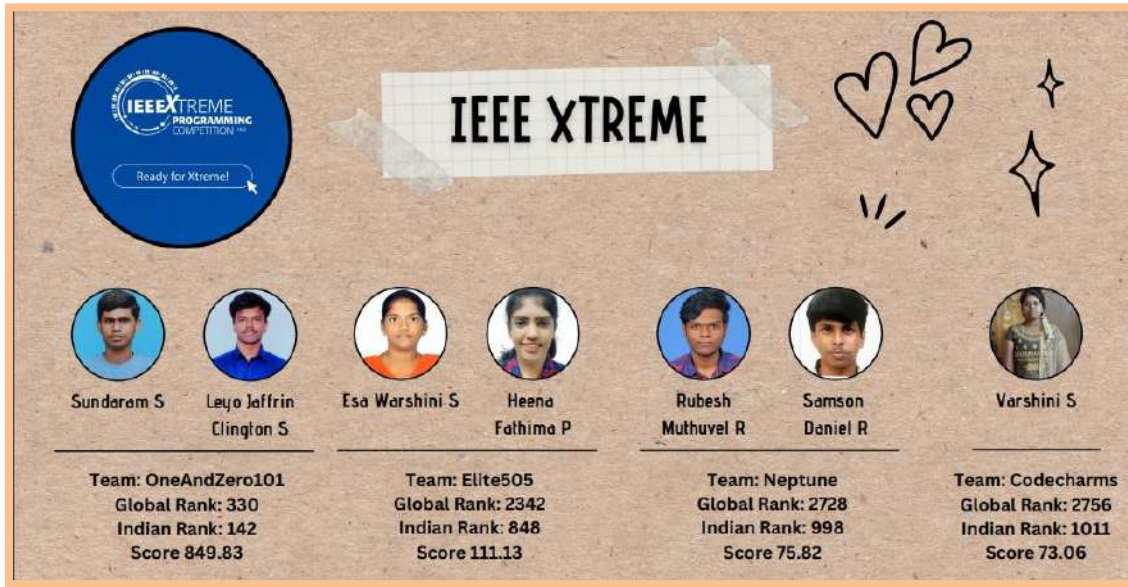 IEEEXTREME
PROGRAMMING
COMPETITION
Ready for Xtreme!
IEEE XTREME
Sundaram S
Leyo Jaffrin
Clington S
Esa Warshini S
Heena
Fathima P
Rubesh
Muthuvel R
Samson
Daniel R
Varshini S
Team: OneAndZero101
Global Rank: 330
Indian Rank: 142
Score 849.83
Team: Elite505
Global Rank: 2342
Indian Rank: 848
Score 111.13
Team: Neptune
Global Rank: 2728
Indian Rank: 998
Score 75.82
Team: Codecharms
Global Rank: 2756
Indian Rank: 1011
Score 73.06